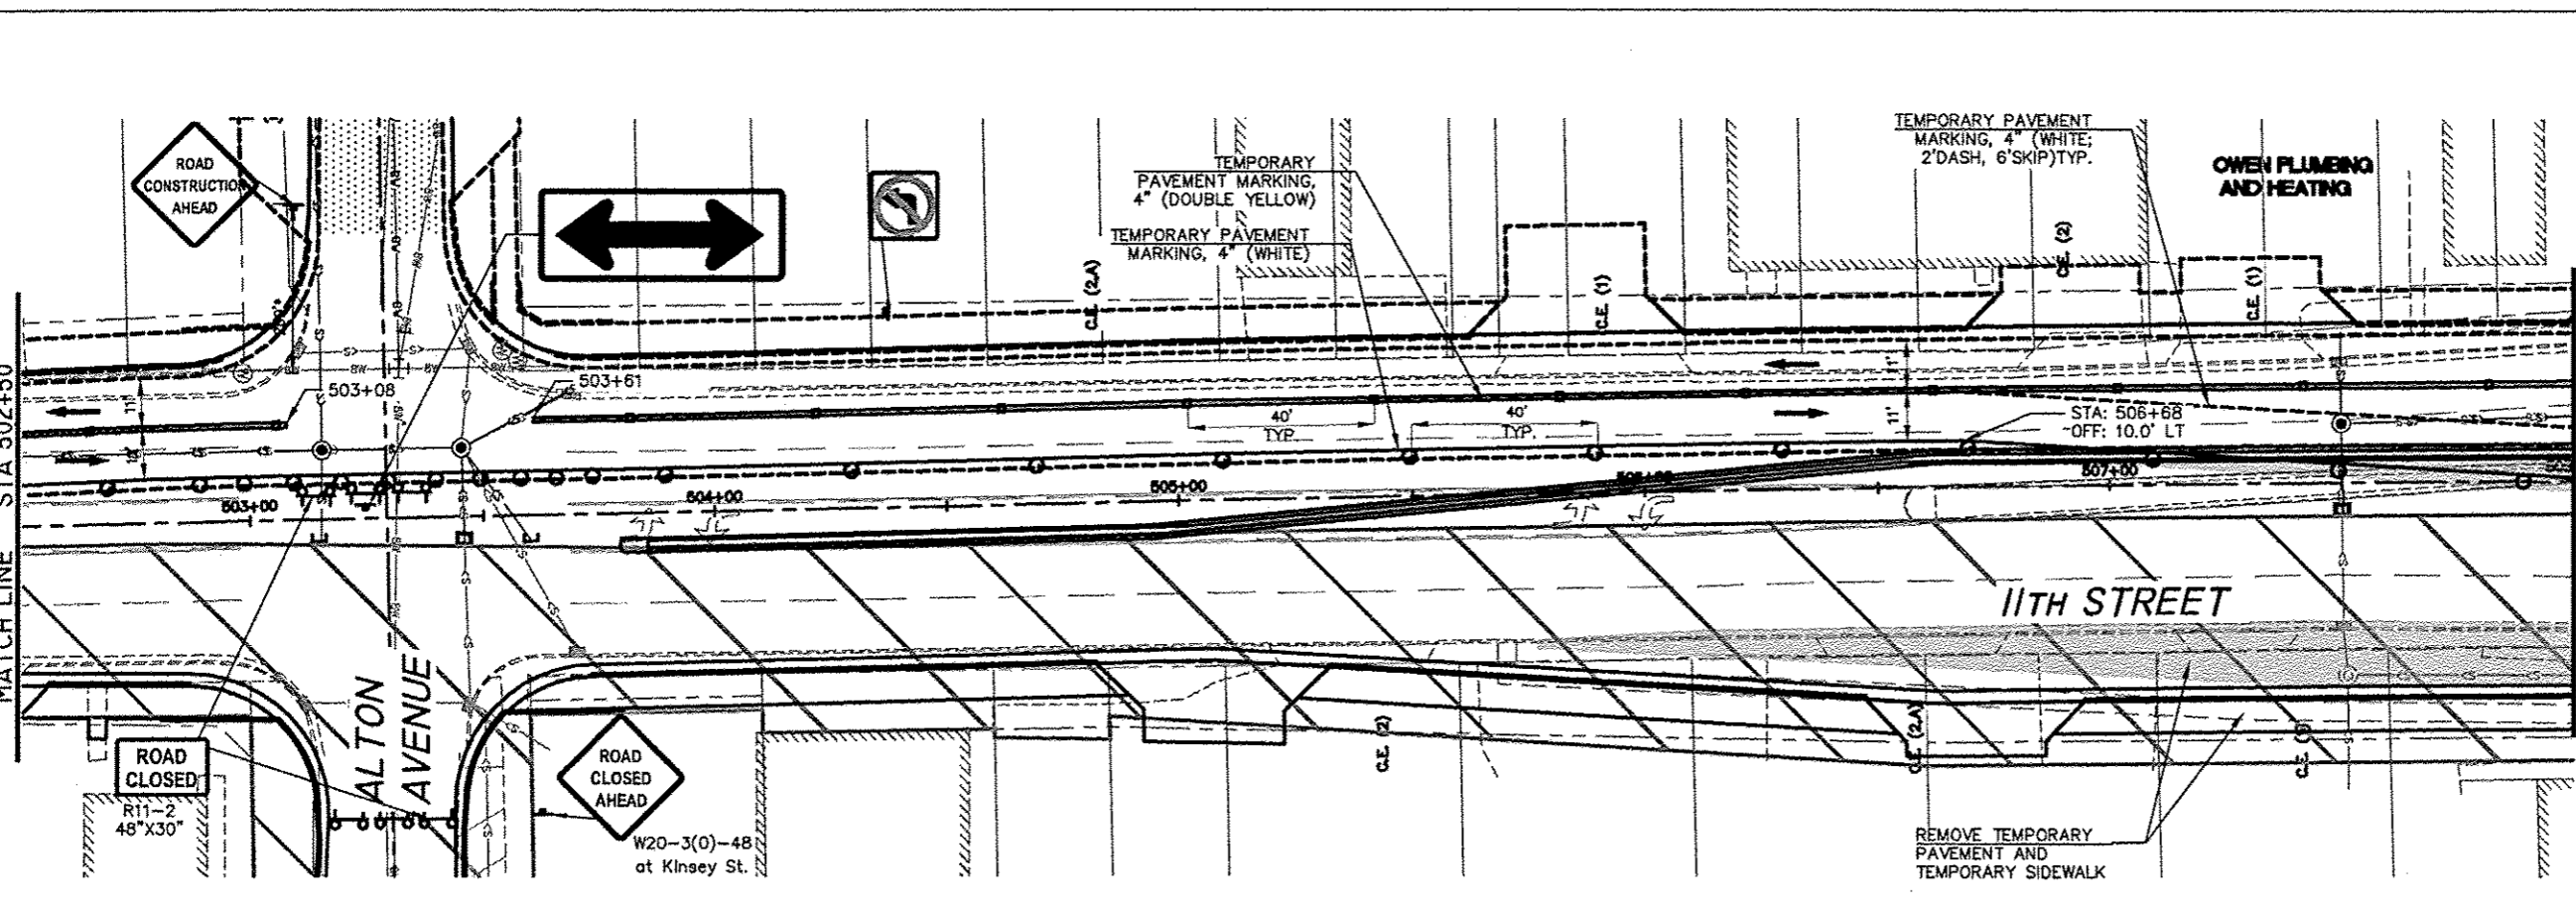 ROAD
CONSTRUCTION
AHEAD
TEMPORARY
PAVEMENT MARKING,
4" (DOUBLE YELLOW)
TEMPORARY PAVEMENT
MARKING, 4" (WHITE)
TEMPORARY PAVEMENT
MARKING, 4" (WHITE;
2'DASH, 6'SKIP)TYP.
OWEN PLUMBING
AND HEATING
C.E. (2A)
C.E. (1)
C.E. (2)
C.E. (1)
MATCH LINE STA 502+50
11'
503+08
503+61
40'
TYP.
40'
TYP.
11'
11'
STA: 506+68
OFF: 10.0' LT
503+00
504+00
505+00
506+00
507+00
11TH STREET
ALTON
AVENUE
ROAD
CLOSED
R11-2
48"X30"
ROAD
CLOSED
AHEAD
W20-3(0)-48
at Kinsey St.
C.E. (2)
C.E. (2A)
C.E. (1)
REMOVE TEMPORARY
PAVEMENT AND
TEMPORARY SIDEWALK